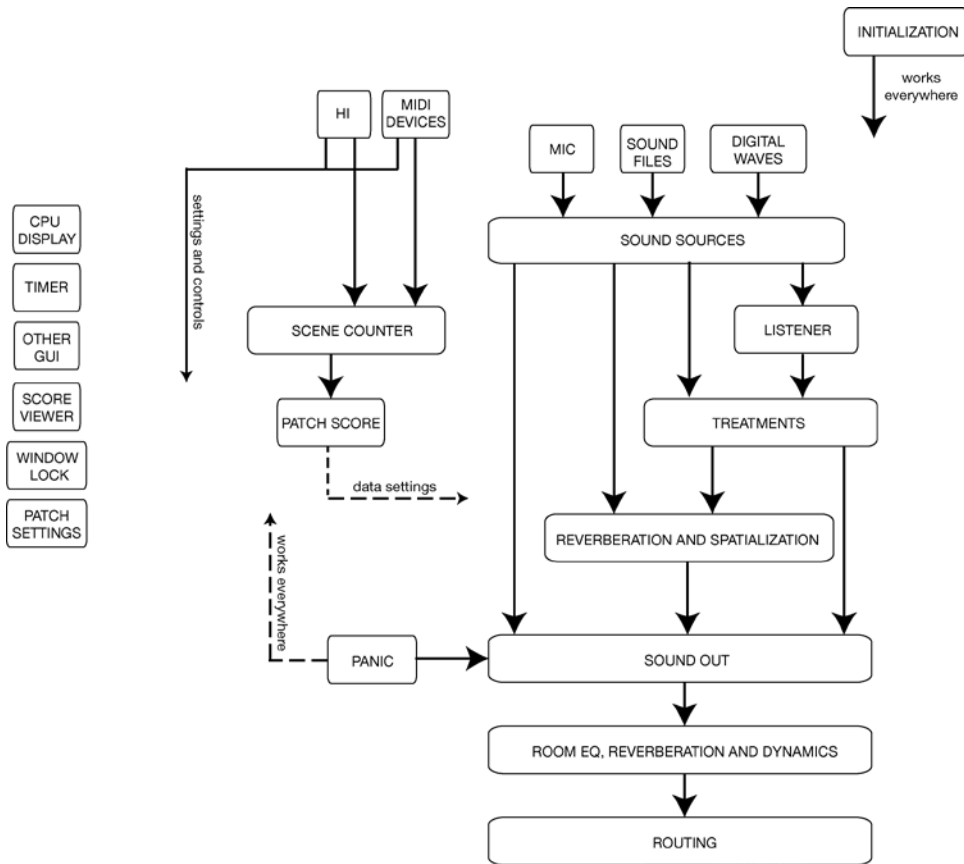 INITIALIZATION
works
everywhere
HI
MIDI
DEVICES
MIC
SOUND
FILES
DIGITAL
WAVES
settings and controls
CPU
DISPLAY
SOUND SOURCES
TIMER
SCENE COUNTER
LISTENER
OTHER
GUI
SCORE
VIEWER
PATCH SCORE
TREATMENTS
WINDOW
LOCK
data settings
PATCH
SETTINGS
REVERBERATION AND SPATIALIZATION
works everywhere
PANIC
SOUND OUT
ROOM EQ, REVERBERATION AND DYNAMICS
ROUTING